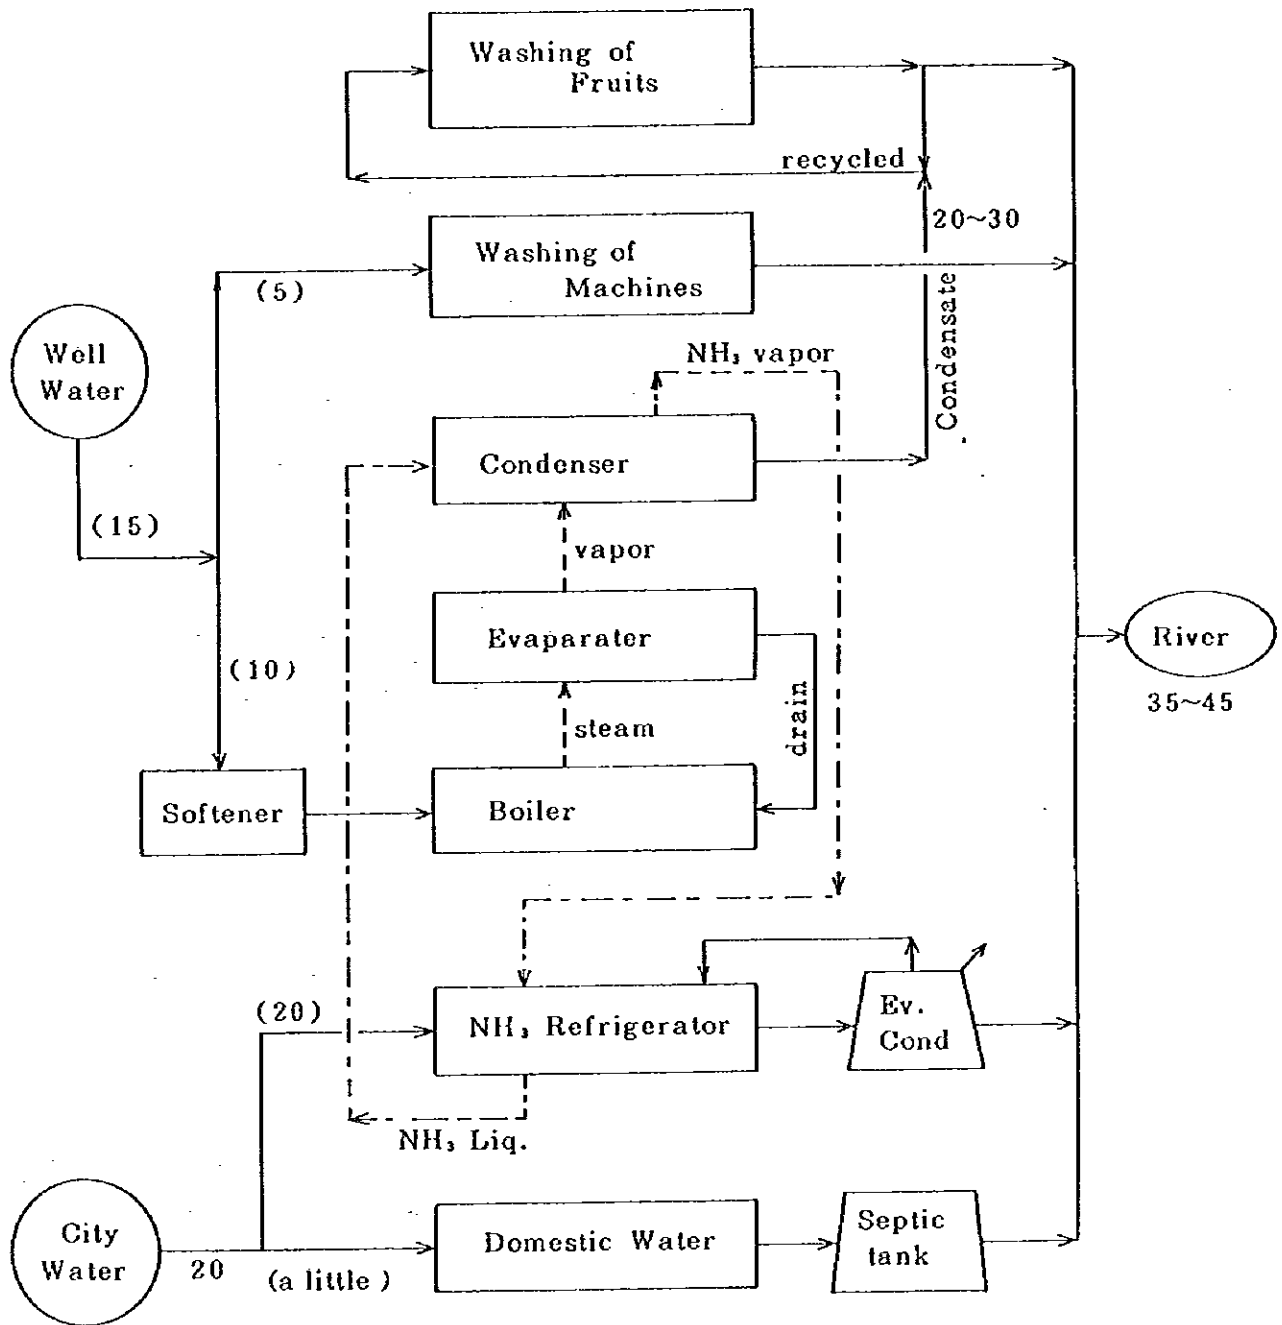 Washing of
Fruits
recycled
20~30
Washing of
Machines
(5)
Condensate
Well
Water
NH₃ vapor
Condenser
(15)
vapor
Evaparater
River
(10)
35~45
drain
steam
Softener
Boiler
(20)
NH₃ Refrigerator
Ev.
Cond
NH₃ Liq.
City
Water
20
(a little)
Domestic Water
Septic
tank